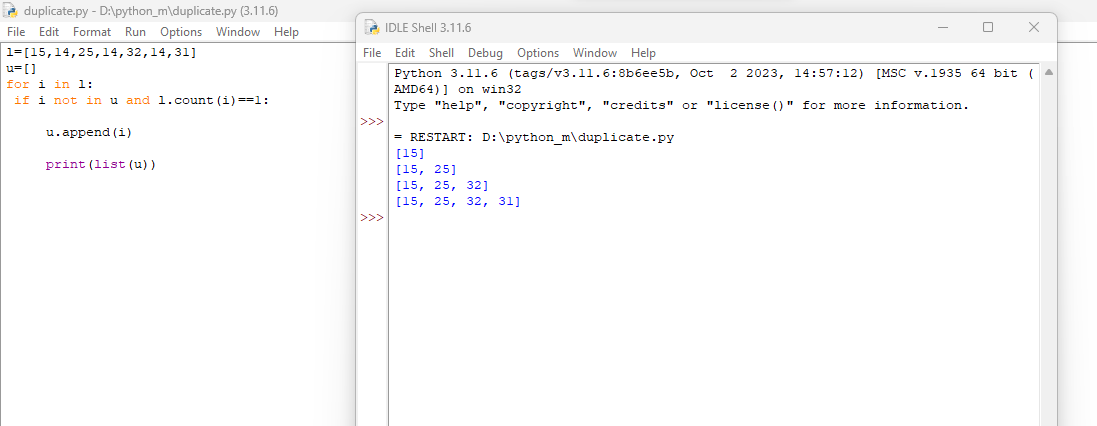 duplicate.py - D:\python_m\duplicate.py (3.11.6)
File Edit Format Run Options Window Help
l=[15,14,25,14,32,14,31]
u=[]
for i in l:
 if i not in u and l.count(i)==1:
     u.append(i)
     print(list(u))
IDLE Shell 3.11.6
File Edit Shell Debug Options Window Help
Python 3.11.6 (tags/v3.11.6:8b6ee5b, Oct  2 2023, 14:57:12) [MSC v.1935 64 bit (
AMD64)] on win32
Type "help", "copyright", "credits" or "license()" for more information.
>>>
= RESTART: D:\python_m\duplicate.py
[15]
[15, 25]
[15, 25, 32]
[15, 25, 32, 31]
>>>